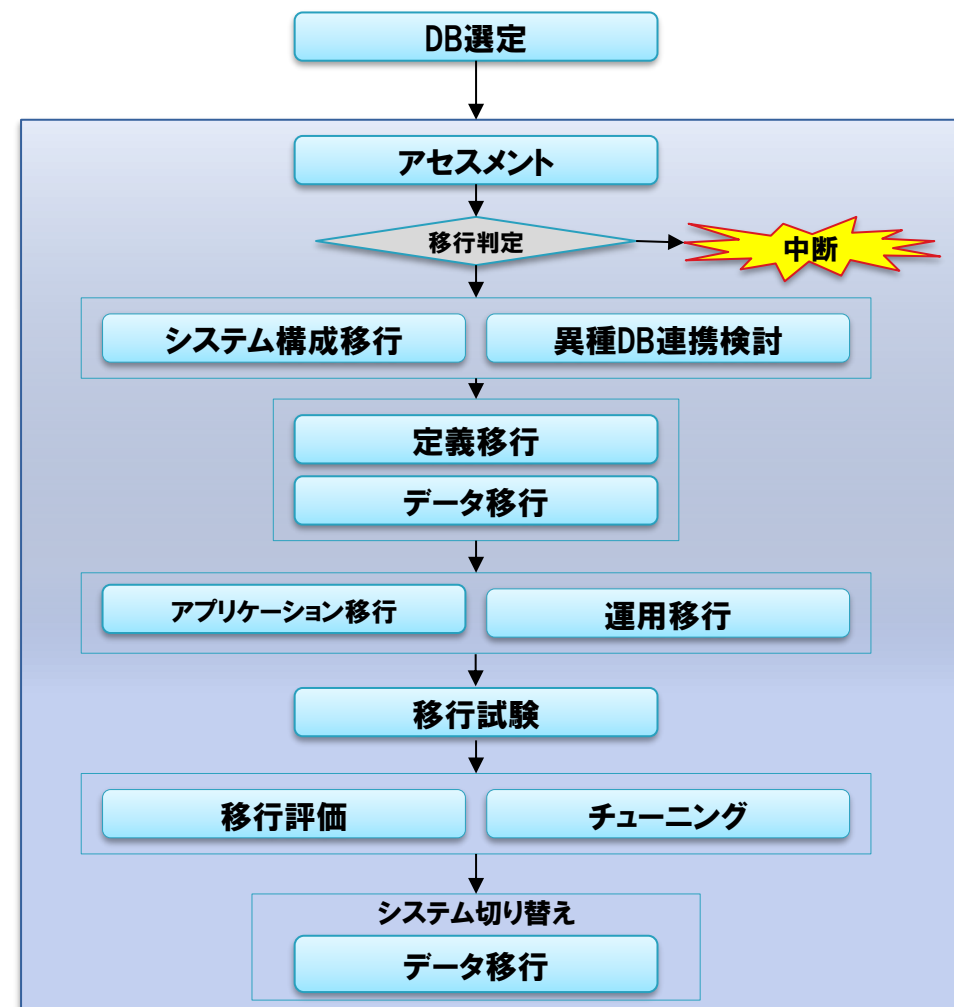 DB選定
アセスメント
移行判定
中断
システム構成移行
異種DB連携検討
定義移行
データ移行
アプリケーション移行
運用移行
移行試験
移行評価
チューニング
システム切り替え
データ移行